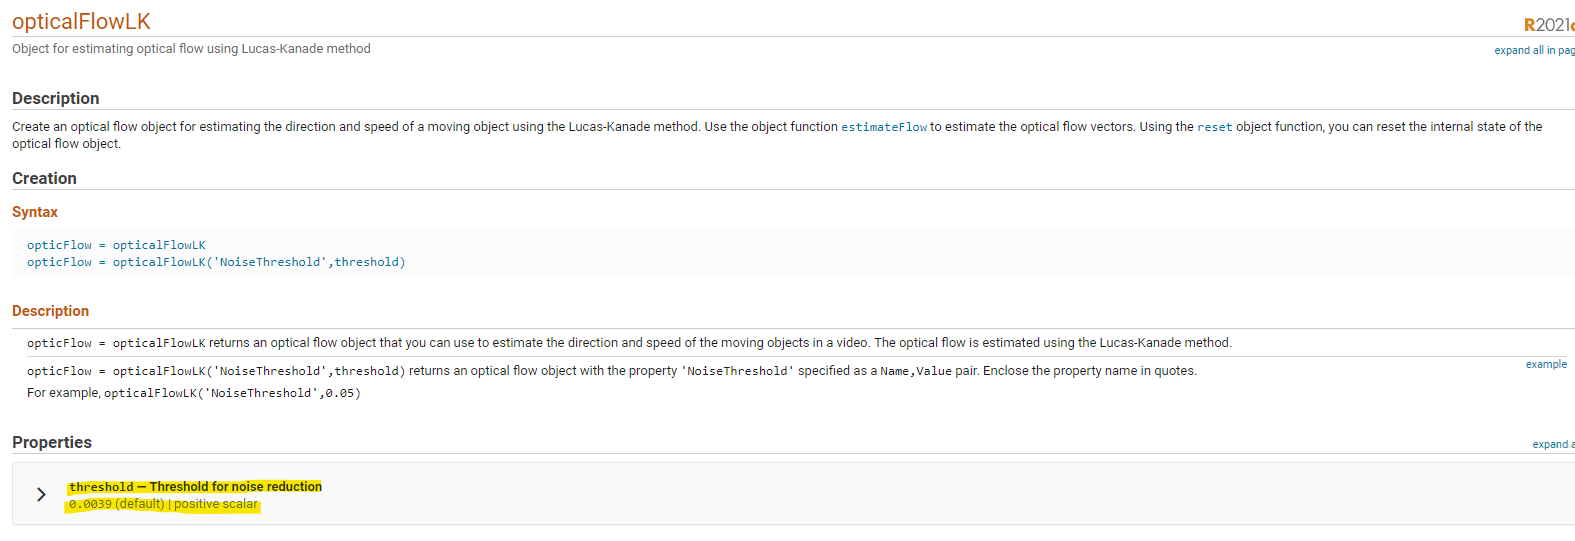 opticalFlowLK
R2021
Object for estimating optical flow using Lucas-Kanade method
expand all in pag
Description
Create an optical flow object for estimating the direction and speed of a moving object using the Lucas-Kanade method. Use the object function estimateFlow to estimate the optical flow vectors. Using the reset object function, you can reset the internal state of the
optical flow object.
Creation
Syntax
opticFlow = opticalFlowLK
opticFlow = opticalFlowLK('NoiseThreshold',threshold)
Description
opticFlow = opticalFlowLK returns an optical flow object that you can use to estimate the direction and speed of the moving objects in a video. The optical flow is estimated using the Lucas-Kanade method.
opticFlow = opticalFlowLK('NoiseThreshold',threshold) returns an optical flow object with the property 'NoiseThreshold' specified as a Name,Value pair. Enclose the property name in quotes.
example
For example, opticalFlowLK('NoiseThreshold',0.05)
Properties
expand a
threshold — Threshold for noise reduction
0.0039 (default) | positive scalar